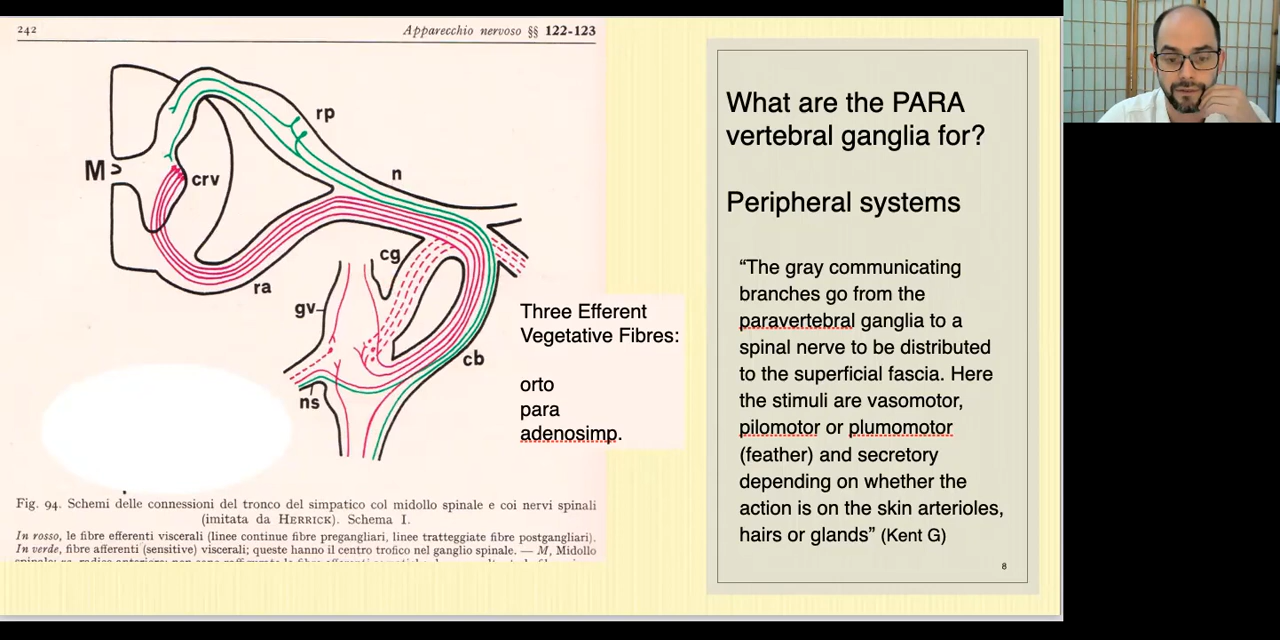 242
Apparecchio nervoso §§ 122-123
rp
n
M
crv
cg
ra
gv
cb
ns
Three Efferent
Vegetative Fibres:
orto
para
adenosimp.
Fig. 94. Schemi delle connessioni del tronco del simpatico col midollo spinale e coi nervi spinali
(imitata da HERRICK). Schema I.
In rosso, le fibre efferenti viscerali (linee continue fibre pregangliari, linee tratteggiate fibre postgangliari).
In verde, fibre afferenti (sensitive) viscerali; queste hanno il centro trofico nel ganglio spinale. — M, Midollo
What are the PARA
vertebral ganglia for?
Peripheral systems
“The gray communicating
branches go from the
paravertebral ganglia to a
spinal nerve to be distributed
to the superficial fascia. Here
the stimuli are vasomotor,
pilomotor or plumomotor
(feather) and secretory
depending on whether the
action is on the skin arterioles,
hairs or glands” (Kent G)
8